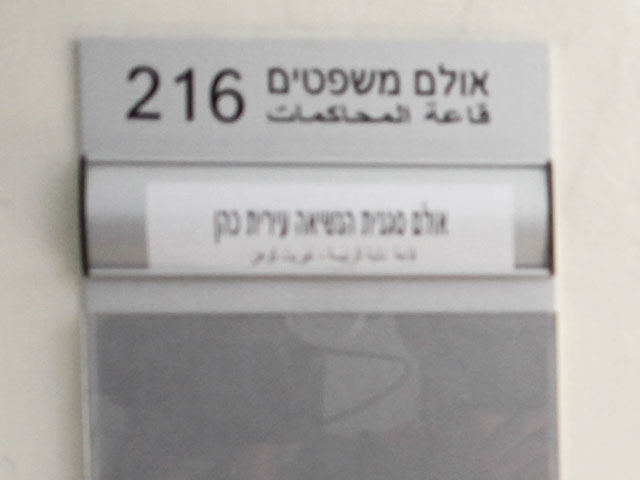 אולם משפטים 216
قاعة المحاكمات
אולם סגנית הנשיאה עירית כהן